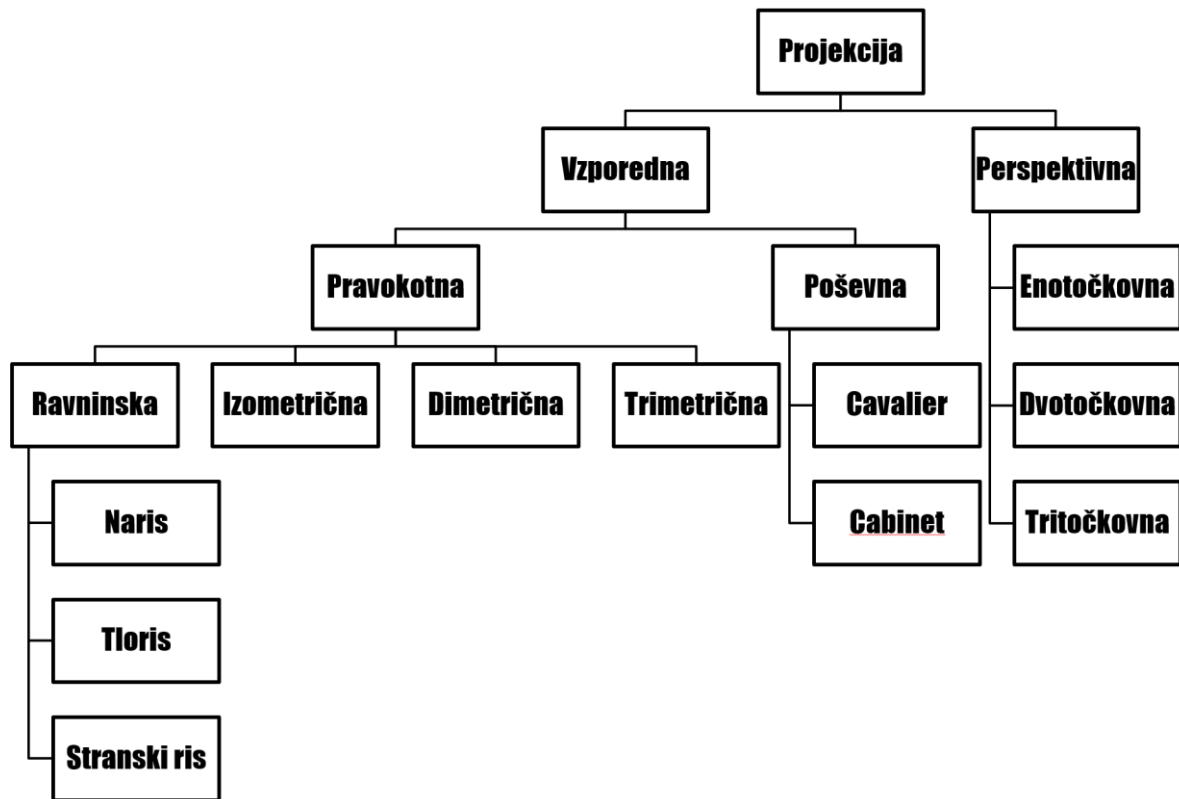 Projekcija
Vzporedna
Perspektivna
Pravokotna
Poševna
Enotočkovna
Ravninska
Izometrična
Dimetrična
Trimetrična
Cavalier
Dvotočkovna
Naris
Cabinet
Tritočkovna
Tloris
Stranski ris